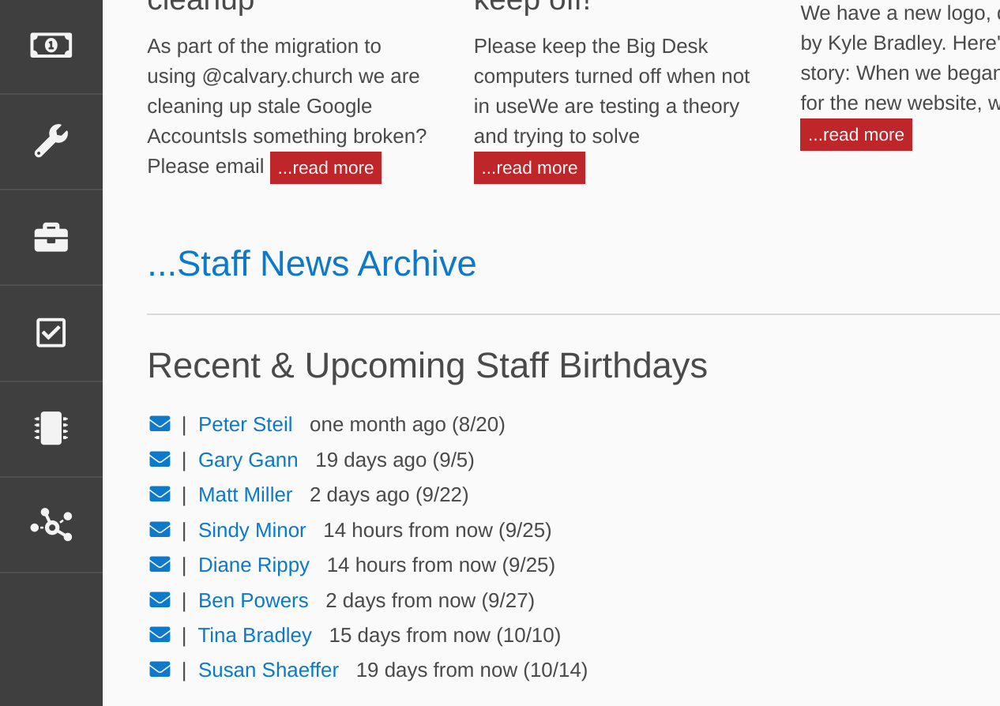 cleanup
As part of the migration to
using @calvary.church we are
cleaning up stale Google
AccountsIs something broken?
Please email ...read more
keep off!
Please keep the Big Desk
computers turned off when not
in useWe are testing a theory
and trying to solve
...read more
We have a new logo,
by Kyle Bradley. Here'
story: When we began
for the new website,
...read more
...Staff News Archive
Recent & Upcoming Staff Birthdays
| Peter Steil one month ago (8/20)
| Gary Gann 19 days ago (9/5)
| Matt Miller 2 days ago (9/22)
| Sindy Minor 14 hours from now (9/25)
| Diane Rippy 14 hours from now (9/25)
| Ben Powers 2 days from now (9/27)
| Tina Bradley 15 days from now (10/10)
| Susan Shaeffer 19 days from now (10/14)